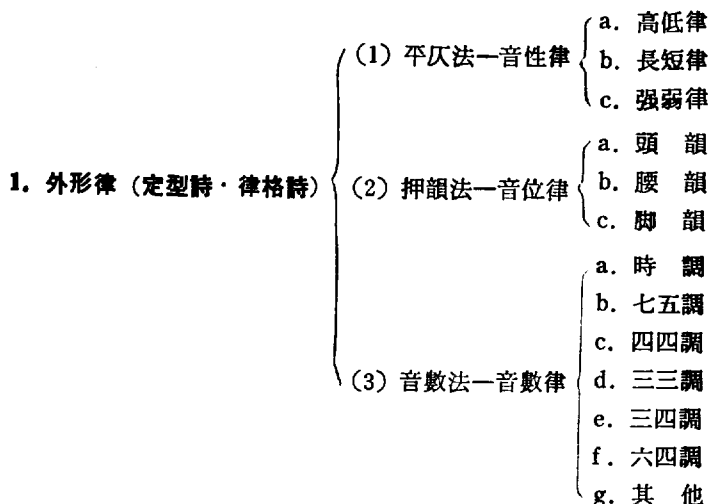 1. 外形律 (定型詩·律格詩)
(1) 平仄法—音性律
a. 高低律
b. 長短律
c. 强弱律
(2) 押韻法—音位律
a. 頭 韻
b. 腰 韻
c. 脚 韻
(3) 音數法—音數律
a. 時 調
b. 七五調
c. 四四調
d. 三三調
e. 三四調
f. 六四調
g. 其 他